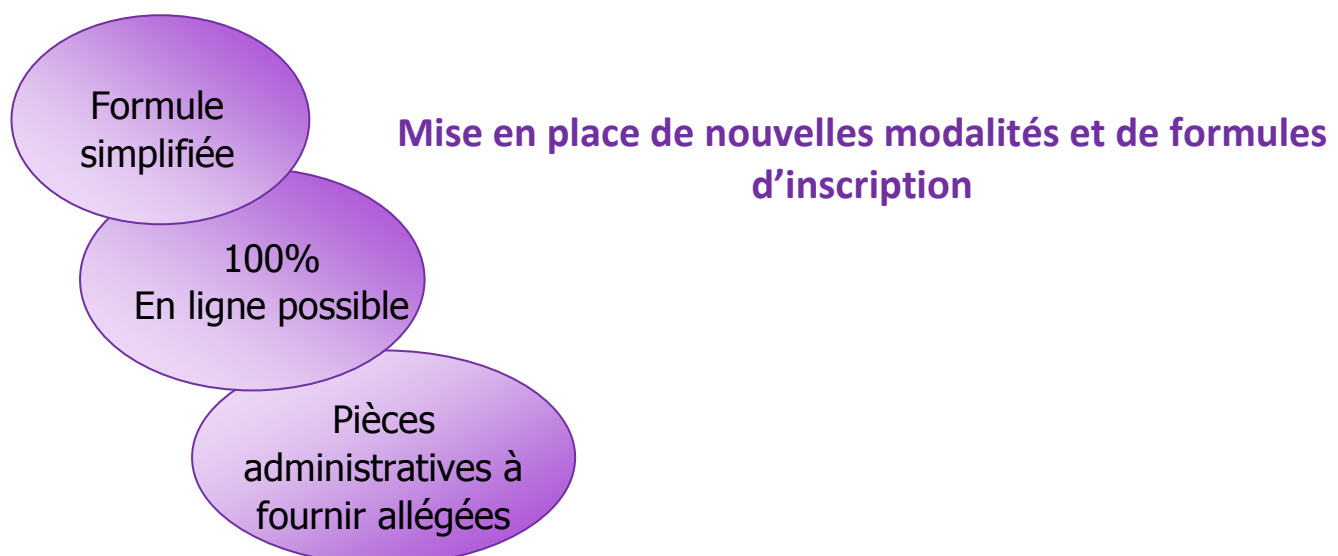 Formule
simplifiée
Mise en place de nouvelles modalités et de formules
d’inscription
100%
En ligne possible
Pièces
administratives à
fournir allégées